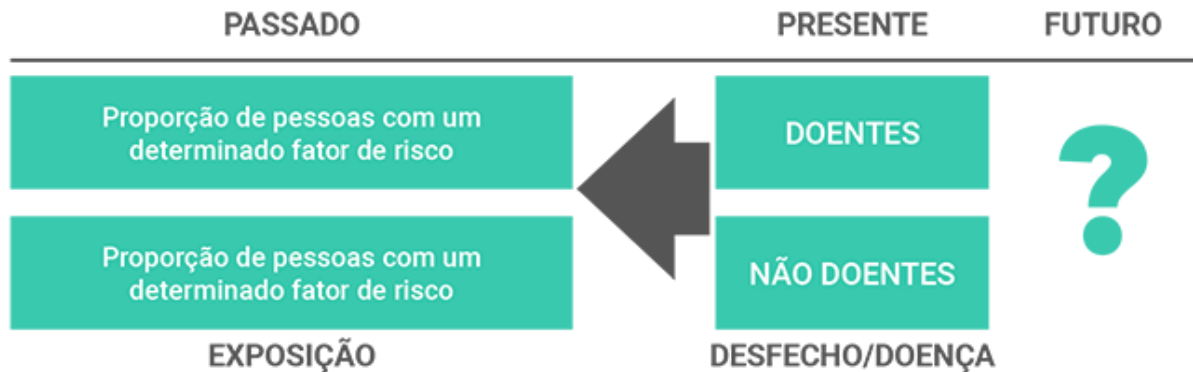 PASSADO
PRESENTE
FUTURO
Proporção de pessoas com um
determinado fator de risco
DOENTES
?
Proporção de pessoas com um
determinado fator de risco
NÃO DOENTES
EXPOSIÇÃO
DESFECHO/DOENÇA